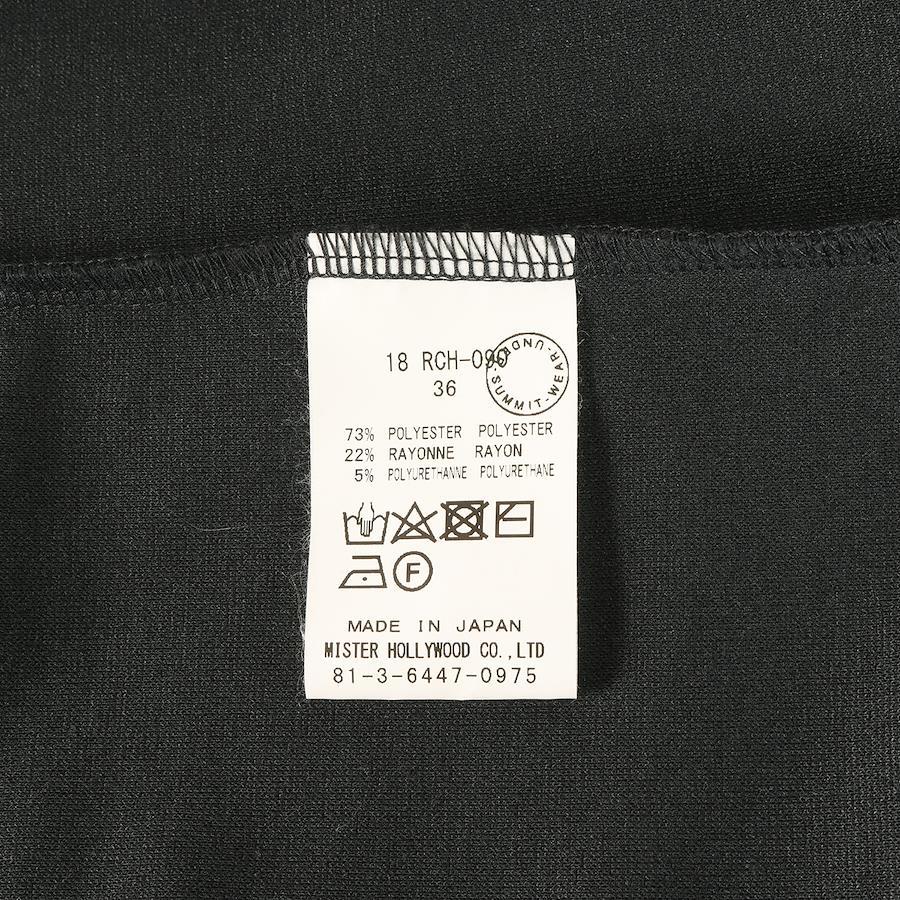 18 RCH-090
36
UNDER-SUMMIT-WEAR-
73% POLYESTER POLYESTER
22% RAYONNE RAYON
5% POLYURETHANNE POLYURETHANE
F
MADE IN JAPAN
MISTER HOLLYWOOD CO.,LTD
81-3-6447-0975